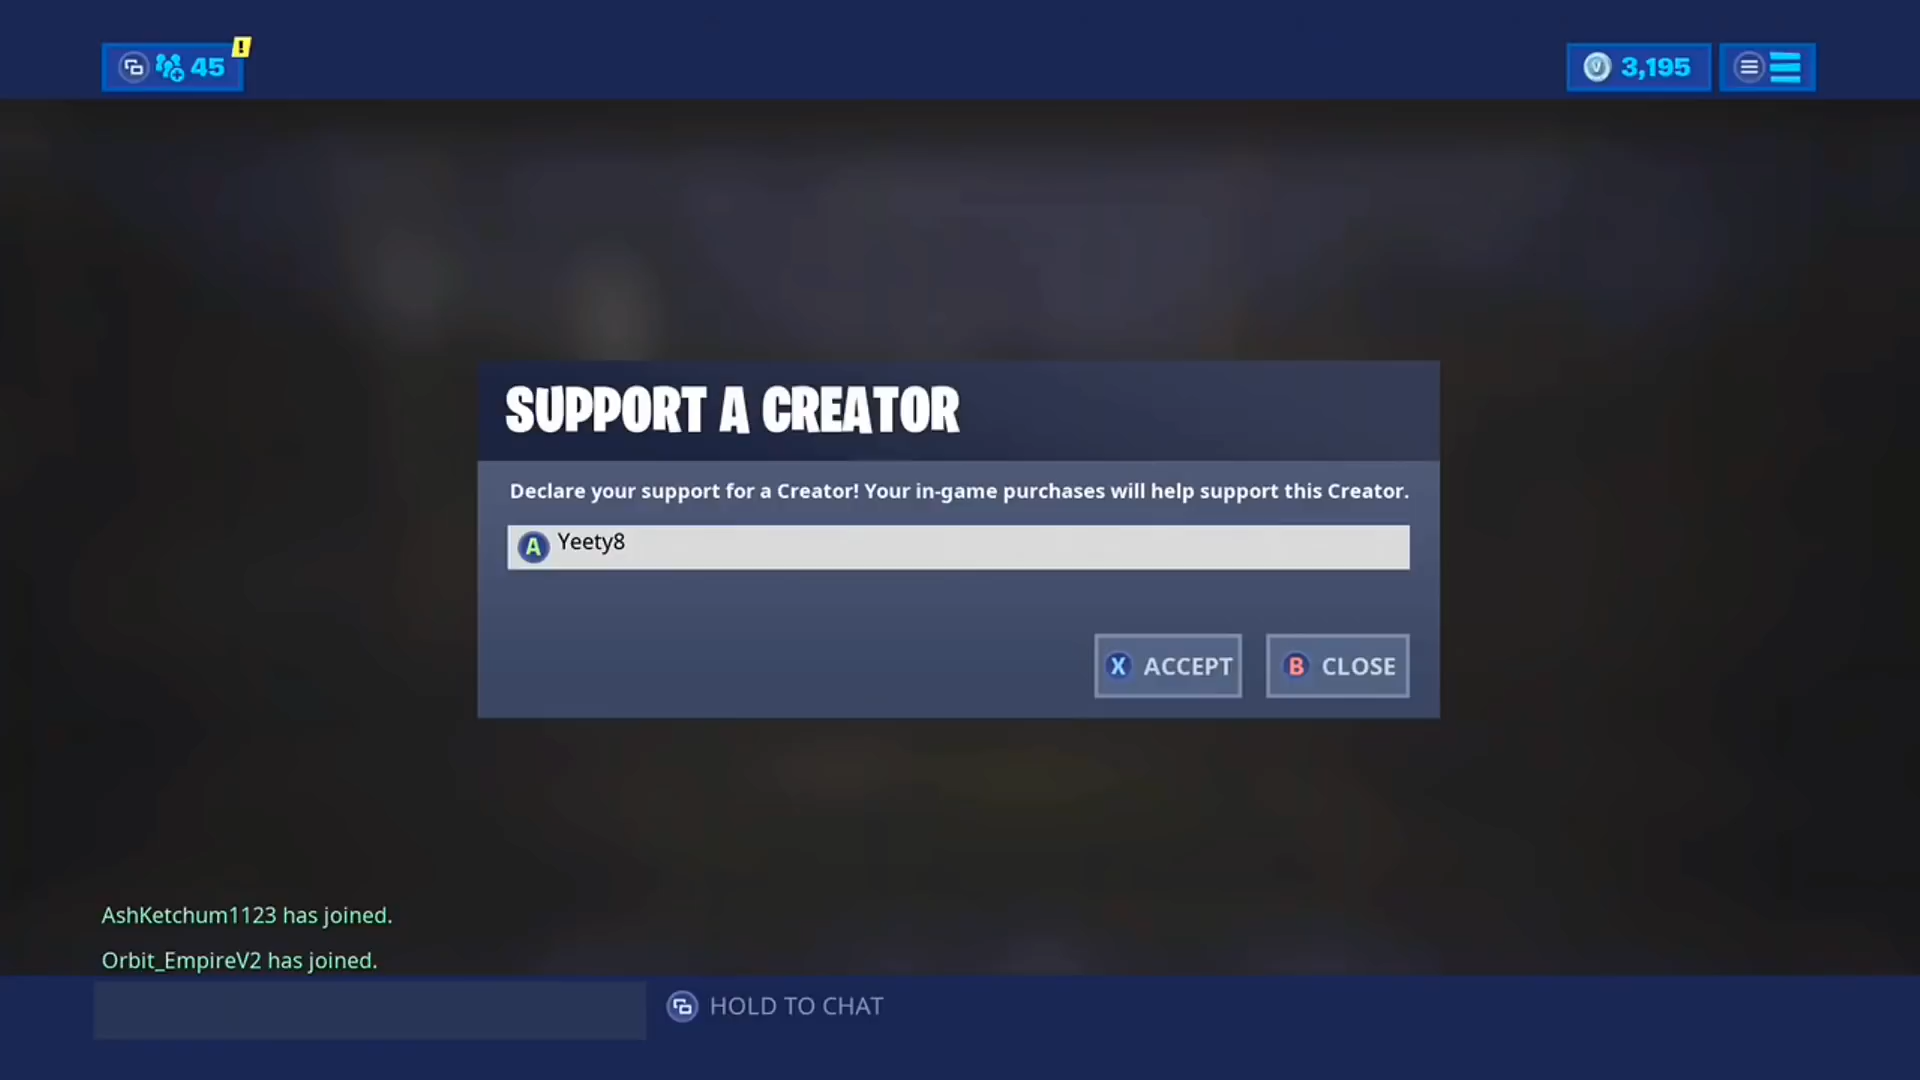 45
!
3,195
SUPPORT A CREATOR
Declare your support for a Creator! Your in-game purchases will help support this Creator.
A Yeety8
X ACCEPT
B CLOSE
AshKetchum1123 has joined.
Orbit_EmpireV2 has joined.
HOLD TO CHAT